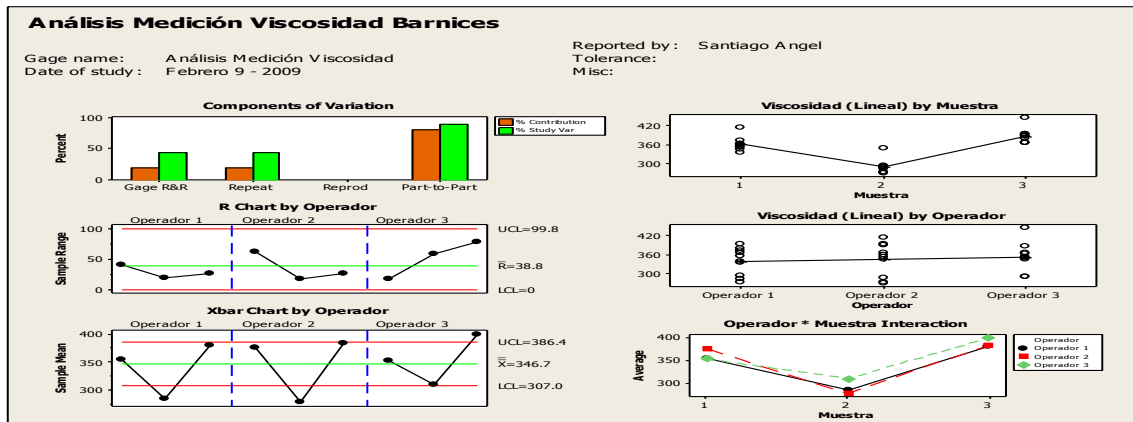 Análisis Medición Viscosidad Barnices
Gage name: Análisis Medición Viscosidad
Date of study: Febrero 9 - 2009
Reported by: Santiago Angel
Tolerance:
Misc:
Components of Variation
Percent
100
50
0
Gage R&R Repeat Reprod Part-to-Part
% Contribution
% Study Var
R Chart by Operador
Operador 1 Operador 2 Operador 3
Sample Range
100
50
0
UCL=99.8
R=38.8
LCL=0
Xbar Chart by Operador
Operador 1 Operador 2 Operador 3
Sample Mean
400
350
300
UCL=386.4
X=346.7
LCL=307.0
Viscosidad (Lineal) by Muestra
420
360
300
1 2 3
Muestra
Viscosidad (Lineal) by Operador
420
360
300
Operador 1 Operador 2 Operador 3
Operador
Operador * Muestra Interaction
Average
400
350
300
1 2 3
Muestra
Operador
Operador 1
Operador 2
Operador 3